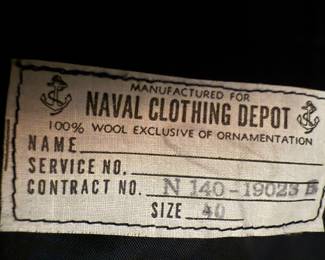 MANUFACTURED FOR
NAVAL CLOTHING DEPOT
100% WOOL EXCLUSIVE OF ORNAMENTATION
NAME
SERVICE NO.
CONTRACT NO. N 140-19023 B
SIZE 40